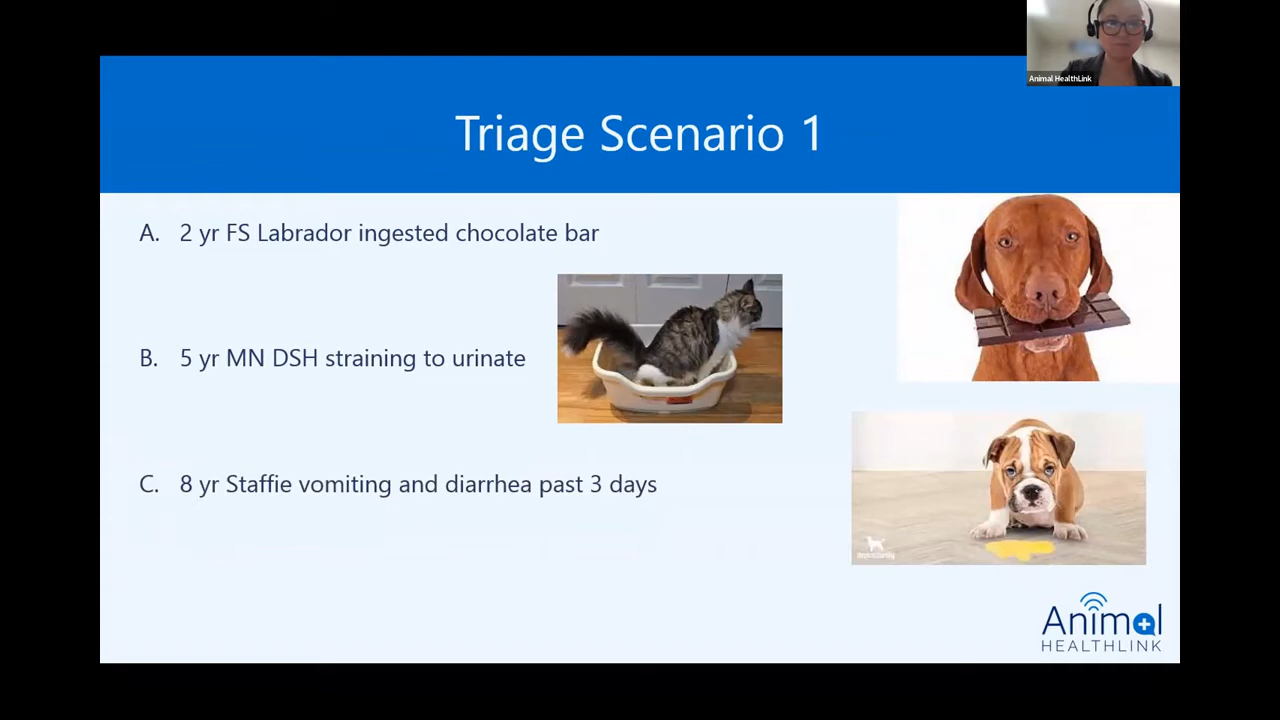 Animal HealthLink
Triage Scenario 1
A. 2 yr FS Labrador ingested chocolate bar
B. 5 yr MN DSH straining to urinate
C. 8 yr Staffie vomiting and diarrhea past 3 days
Animal
HEALTHLINK